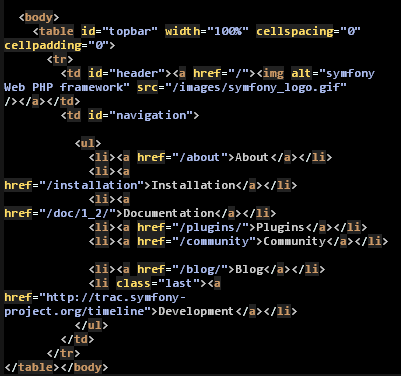 <body>
<table id="topbar" width="100%" cellspacing="0"
cellpadding="0">
<tr>
<td id="header"><a href="/"><img alt="symfony
Web PHP framework" src="/images/symfony_logo.gif"
/></a></td>
<td id="navigation">
<ul>
<li><a href="/about">About</a></li>
<li><a
href="/installation">Installation</a></li>
<li><a
href="/doc/1_2/">Documentation</a></li>
<li><a href="/plugins/">Plugins</a></li>
<li><a href="/community">Community</a></li>
<li><a href="/blog/">Blog</a></li>
<li class="last"><a
href="http://trac.symfony-
project.org/timeline">Development</a></li>
</ul>
</td>
</tr>
</table></body>